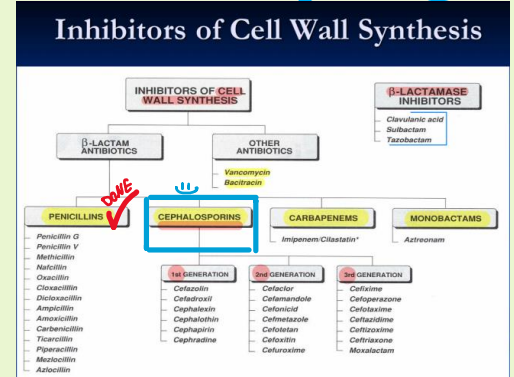 Inhibitors of Cell Wall Synthesis
INHIBITORS OF CELL
WALL SYNTHESIS
β-LACTAMASE
INHIBITORS
Clavulanic acid
Sulbactam
Tazobactam
β-LACTAM
ANTIBIOTICS
OTHER
ANTIBIOTICS
Vancomycin
Bacitracin
DONE
PENICILLINS
CEPHALOSPORINS
CARBAPENEMS
MONOBACTAMS
Penicillin G
Penicillin V
Methicillin
Nafcillin
Oxacillin
Cloxacillin
Dicloxacillin
Ampicillin
Amoxicillin
Carbenicillin
Ticarcillin
Piperacillin
Mezlocillin
Azlocillin
Imipenem/Cilastatin*
Aztreonam
1st GENERATION
Cefazolin
Cefadroxil
Cephalexin
Cephalothin
Cephapirin
Cephradine
2nd GENERATION
Cefaclor
Cefamandole
Cefonicid
Cefmetazole
Cefotetan
Cefoxitin
Cefuroxime
3rd GENERATION
Cefixime
Cefoperazone
Cefotaxime
Ceftazidime
Ceftizoxime
Ceftriaxone
Moxalactam